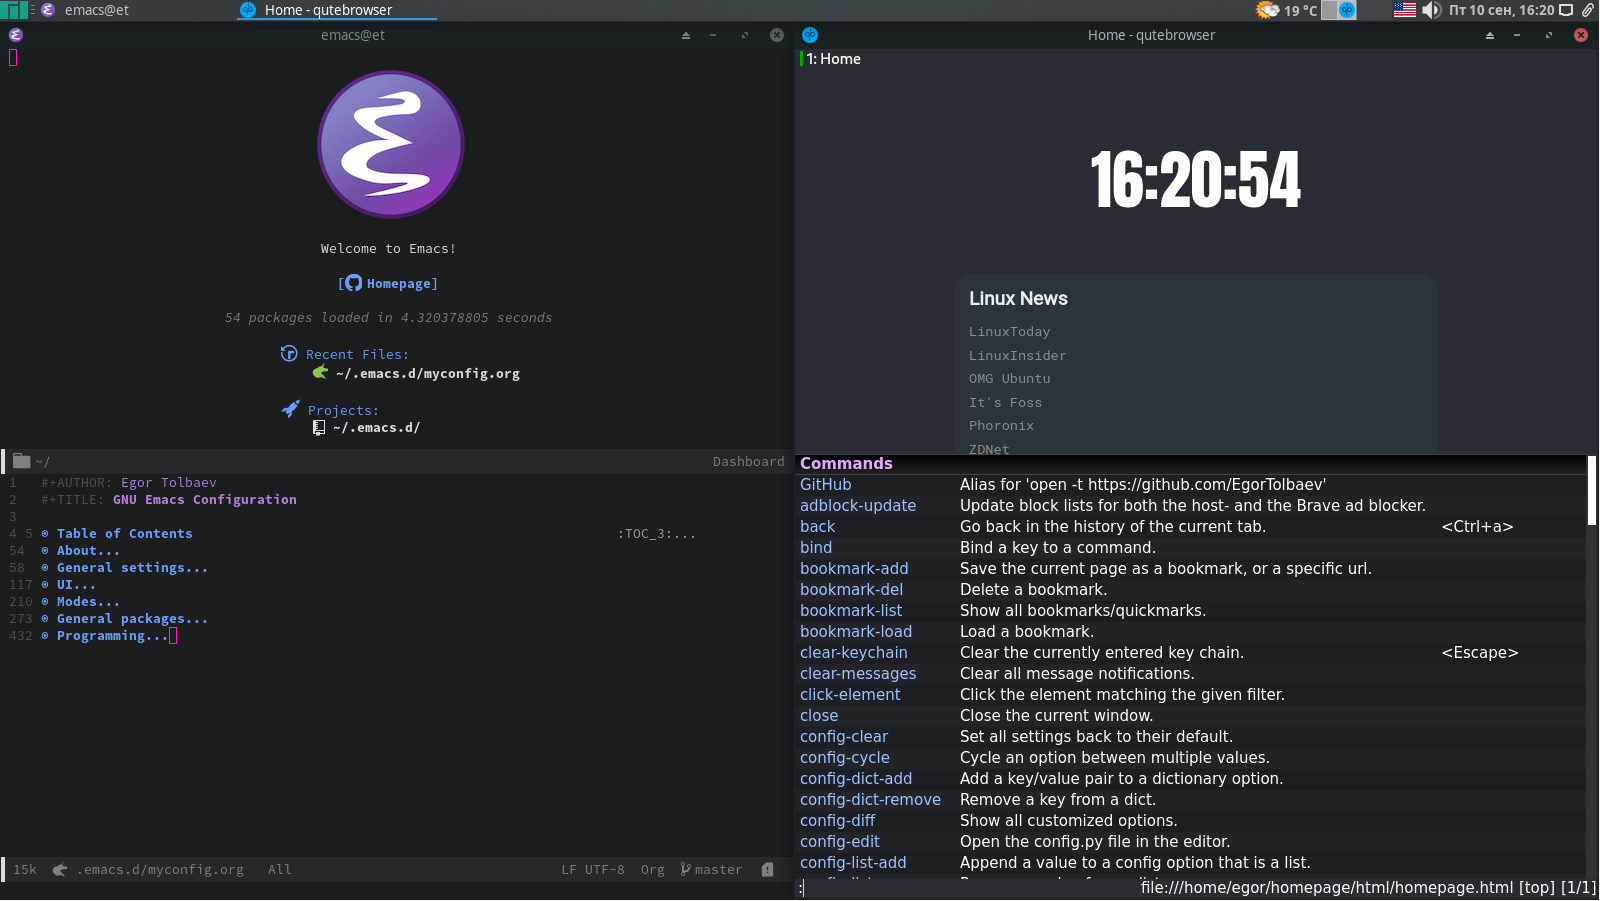 emacs@et
Home - qutebrowser
19 °C
Пт 10 сен, 16:20
emacs@et
Welcome to Emacs!
[Homepage]
54 packages loaded in 4.320378805 seconds
Recent Files:
~/.emacs.d/myconfig.org
Projects:
~/.emacs.d/
~/ Dashboard
1 #+AUTHOR: Egor Tolbaev
2 #+TITLE: GNU Emacs Configuration
3
4 5 Table of Contents :TOC_3:...
54 About...
58 General settings...
117 UI...
210 Modes...
273 General packages...
432 Programming...
15k .emacs.d/myconfig.org All LF UTF-8 Org master
Home - qutebrowser
1: Home
16:20:54
Linux News
LinuxToday
LinuxInsider
OMG Ubuntu
It's Foss
Phoronix
ZDNet
Commands
GitHub Alias for 'open -t https://github.com/EgorTolbaev'
adblock-update Update block lists for both the host- and the Brave ad blocker.
back Go back in the history of the current tab. <Ctrl+a>
bind Bind a key to a command.
bookmark-add Save the current page as a bookmark, or a specific url.
bookmark-del Delete a bookmark.
bookmark-list Show all bookmarks/quickmarks.
bookmark-load Load a bookmark.
clear-keychain Clear the currently entered key chain. <Escape>
clear-messages Clear all message notifications.
click-element Click the element matching the given filter.
close Close the current window.
config-clear Set all settings back to their default.
config-cycle Cycle an option between multiple values.
config-dict-add Add a key/value pair to a dictionary option.
config-dict-remove Remove a key from a dict.
config-diff Show all customized options.
config-edit Open the config.py file in the editor.
config-list-add Append a value to a config option that is a list.
: file:///home/egor/homepage/html/homepage.html [top] [1/1]